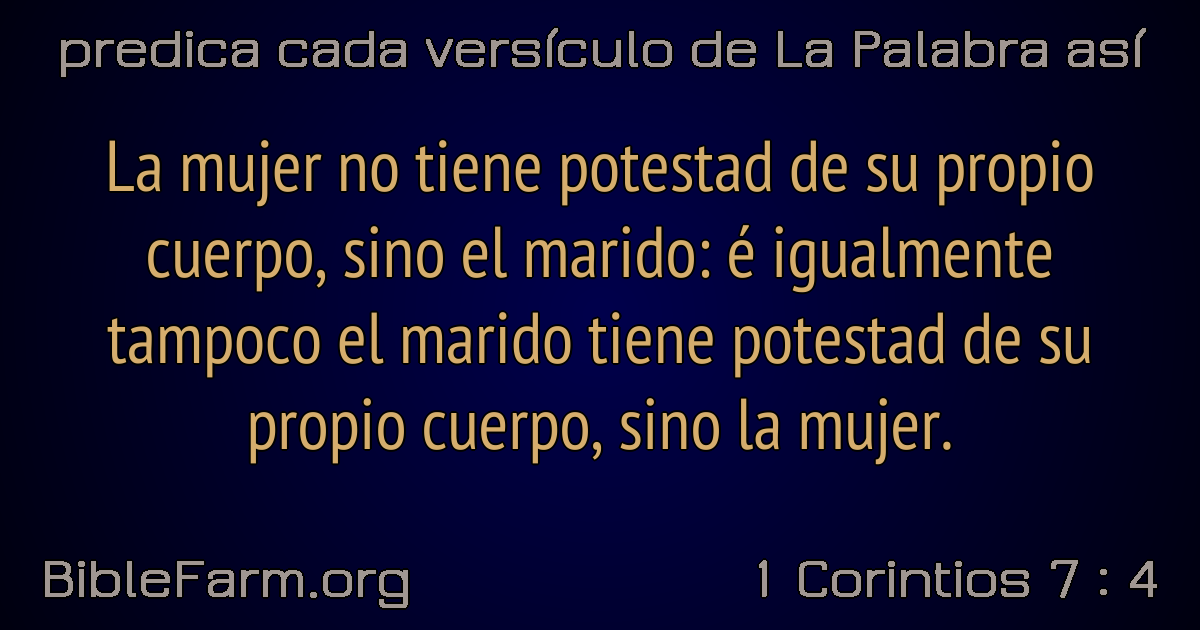 predica cada versículo de La Palabra así
La mujer no tiene potestad de su propio
cuerpo, sino el marido: é igualmente
tampoco el marido tiene potestad de su
propio cuerpo, sino la mujer.
BibleFarm.org
1 Corintios 7 : 4